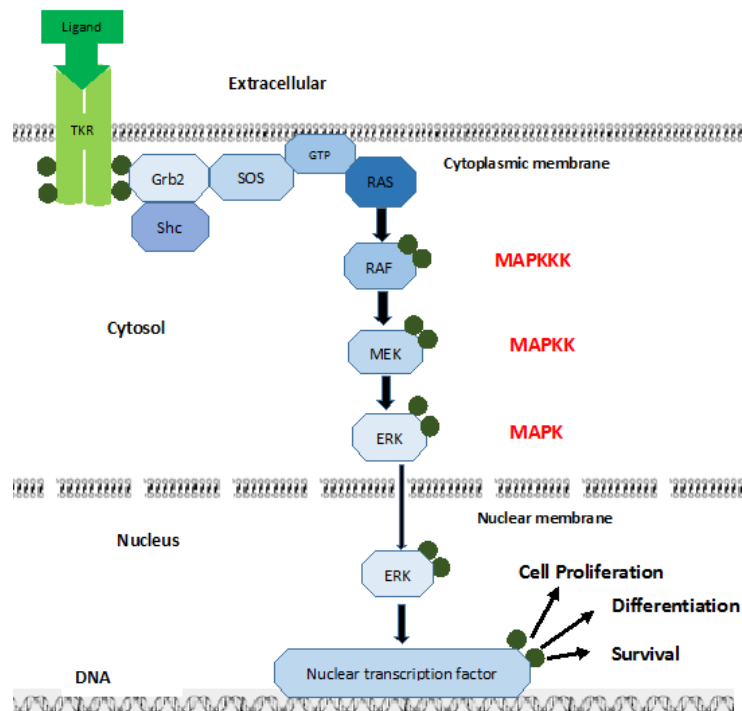 Ligand
Extracellular
TKR
GTP
Cytoplasmic membrane
Grb2
SOS
RAS
Shc
RAF
MAPKKK
Cytosol
MEK
MAPKK
ERK
MAPK
Nuclear membrane
Nucleus
ERK
Cell Proliferation
Differentiation
Survival
Nuclear transcription factor
DNA